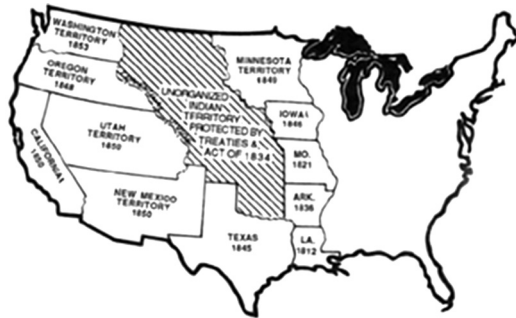 WASHINGTON
TERRITORY
1853
OREGON
TERRITORY
1848
CALIFORNIA
1850
UTAH
TERRITORY
1850
NEW MEXICO
TERRITORY
1850
UNORGANIZED
INDIAN
TERRITORY
PROTECTED BY
TREATIES &
ACT OF 1834
MINNESOTA
TERRITORY
1849
IOWA
1846
MO.
1821
ARK.
1836
LA.
1812
TEXAS
1845